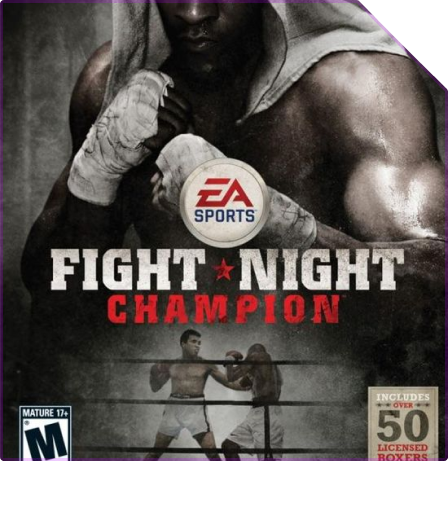 EA
SPORTS
FIGHT NIGHT
CHAMPION
MATURE 17+
M
INCLUDES
OVER
50
LICENSED
BOXERS